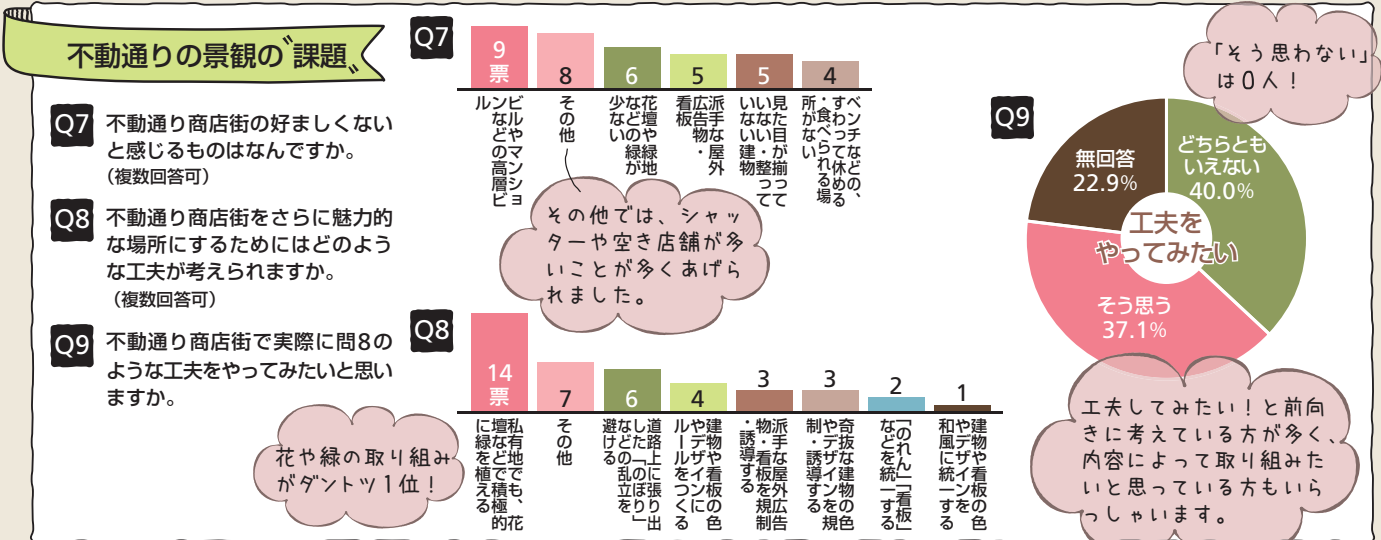 不動通りの景観の〝課題〟
Q7
不動通り商店街の好ましくない
と感じるものはなんですか。
（複数回答可）
Q8
不動通り商店街をさらに魅力的
な場所にするためにはどのよう
な工夫が考えられますか。
（複数回答可）
Q9
不動通り商店街で実際に問8の
ような工夫をやってみたいと思い
ますか。
Q7
9
票
8
6
5
5
4
ビルやマンショ
ンなどの高層ビ
ル
その他
花壇や緑地
などの緑が
少ない
派手な屋外
広告物・
看板
見た目が揃って
いない・整って
いない建物
ベンチなどの、
すわって休める
・食べられる場
所がない
その他では、シャッ
ターや空き店舗が多
いことが多くあげら
れました。
Q8
14
票
7
6
4
3
3
2
1
私有地でも、花
壇などで積極的
に緑を植える
その他
道路上に張り出
した「のぼり」
などの乱立を
避ける
建物や看板の色
やデザインに
ルールをつくる
派手な屋外広告
物・看板を規制
・誘導する
奇抜な建物の色
やデザインを規
制・誘導する
「のれん」「看板」
などを統一する
建物や看板の色
やデザインを
和風に統一する
花や緑の取り組み
がダントツ1位！
Q9
「そう思わない」
は0人！
無回答
22.9%
どちらとも
いえない
40.0%
工夫を
やってみたい
そう思う
37.1%
工夫してみたい！と前向
きに考えている方が多く、
内容によって取り組みた
いと思っている方もいら
っしゃいます。